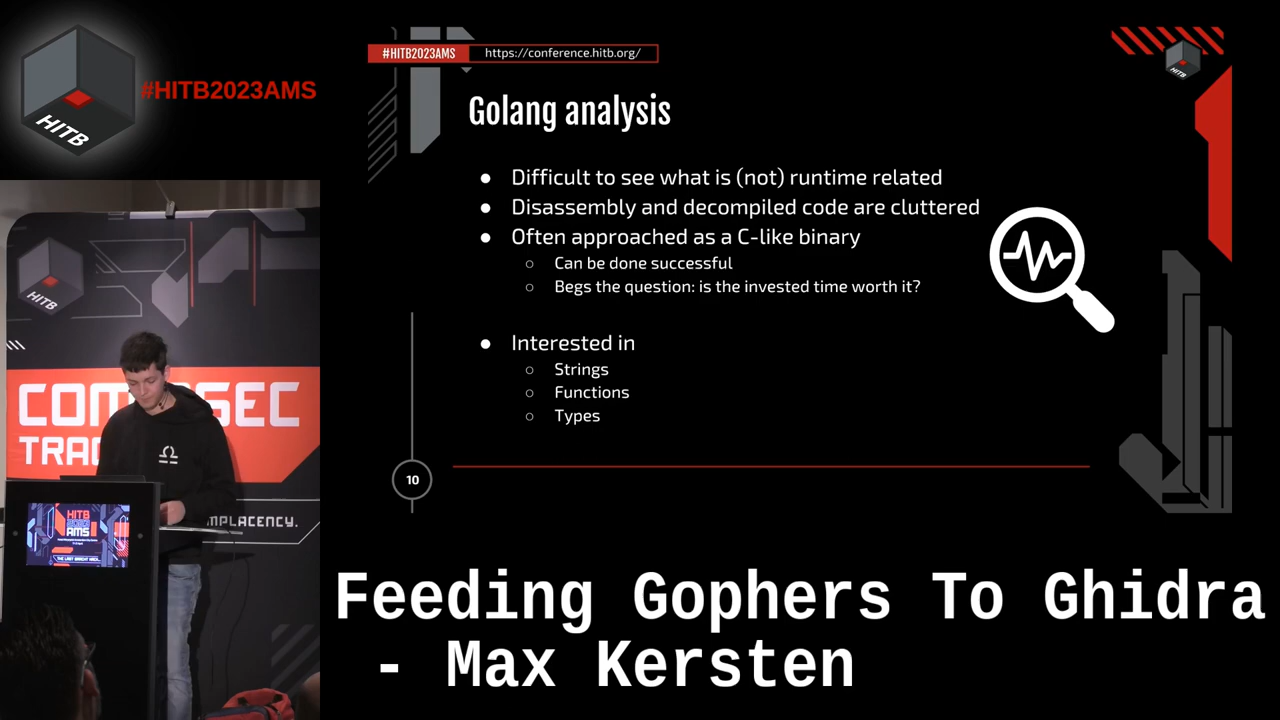 HITB
#HITB2023AMS
#HITB2023AMS
https://conference.hitb.org/
HITB
Golang analysis
● Difficult to see what is (not) runtime related
● Disassembly and decompiled code are cluttered
● Often approached as a C-like binary
○ Can be done successful
○ Begs the question: is the invested time worth it?
● Interested in
○ Strings
○ Functions
○ Types
10
HITB
COM SEC
TRA
MPLACENCY.
HITB
AMS
Feeding Gophers To Ghidra
- Max Kersten